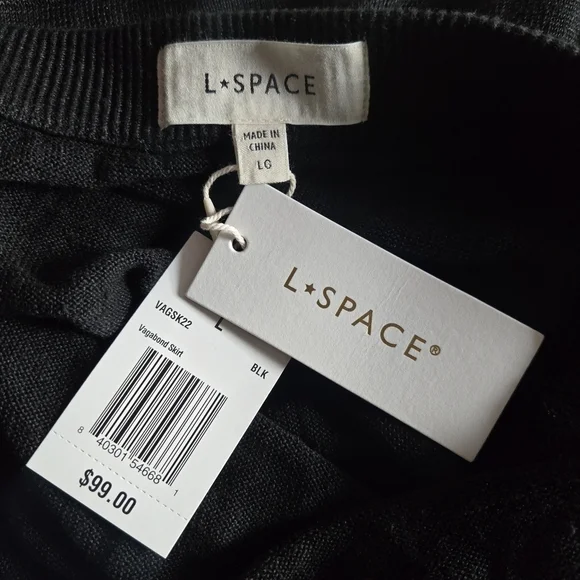 L★SPACE
MADE IN
CHINA
LG
L★SPACE®
VAGSK22
L
Vagabond Skirt
BLK
8 40301 54668 1
$99.00